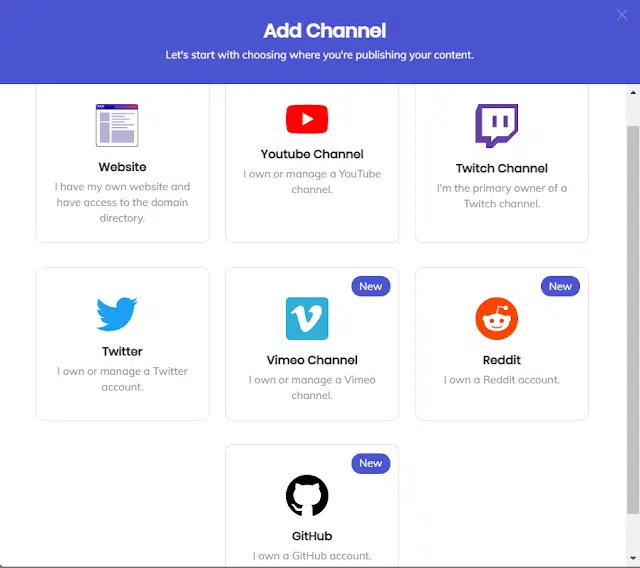 Add Channel
Let's start with choosing where you're publishing your content.
Website
I have my own website and
have access to the domain
directory.
Youtube Channel
I own or manage a YouTube
channel.
Twitch Channel
I'm the primary owner of a
Twitch channel.
Twitter
I own or manage a Twitter
account.
New
Vimeo Channel
I own or manage a Vimeo
channel.
New
Reddit
I own a Reddit account.
New
GitHub
I own a GitHub account.